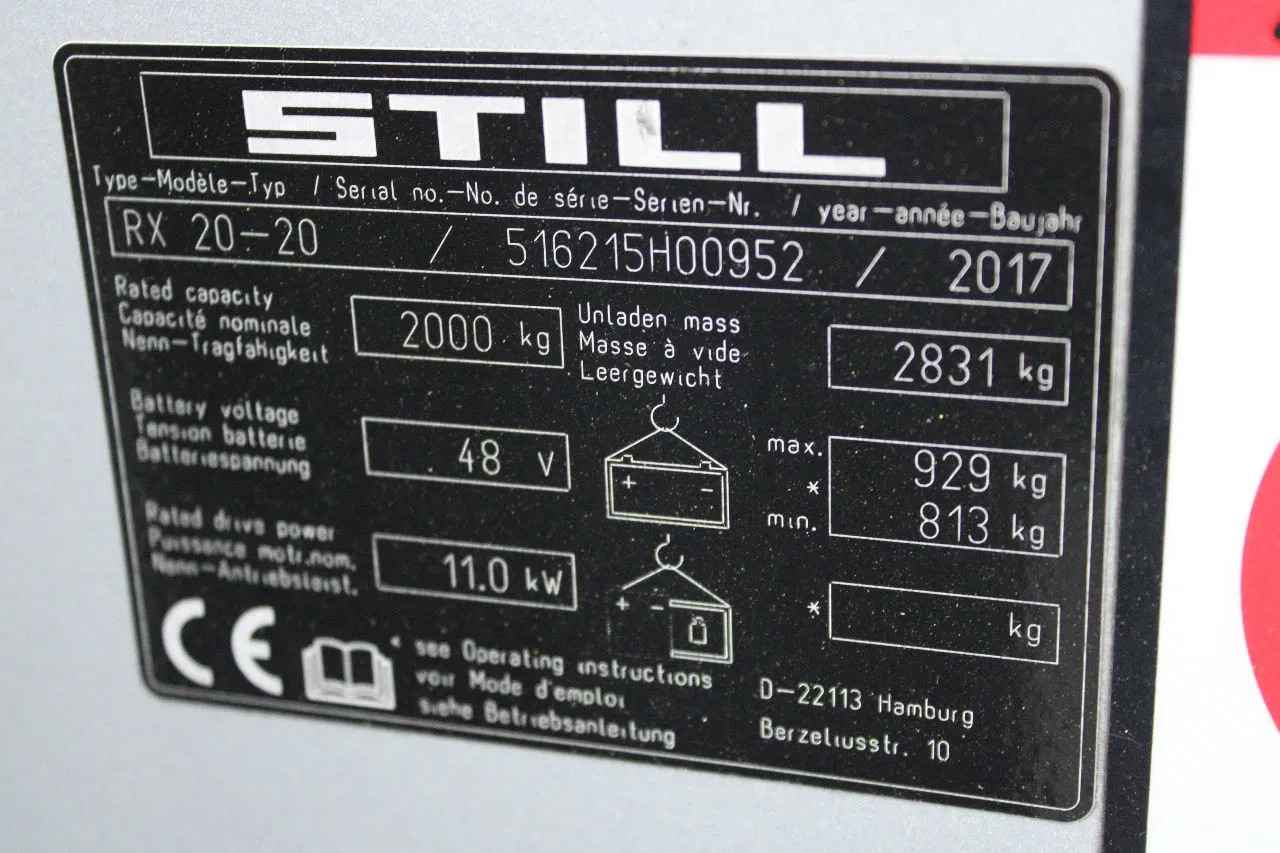 STILL
Type-Modèle-Typ / Serial no.-No. de série-Serien-Nr. / year-année-Baujahr
RX 20-20 / 516215H00952 / 2017
Rated capacity
Capacité nominale
Nenn-Tragfähigkeit
2000 kg
Unladen mass
Masse à vide
Leergewicht
2831 kg
Battery voltage
Tension batterie
Batteriespannung
48 V
+ -
max. 929 kg
*
min. 813 kg
Rated drive power
Puissance motr.nom.
Nenn-Antriebsleist.
11.0 kW
+ -
* kg
CE
* see Operating instructions
voir Mode d'emploi
siehe Betriebsanleitung
D-22113 Hamburg
Berzeliusstr. 10